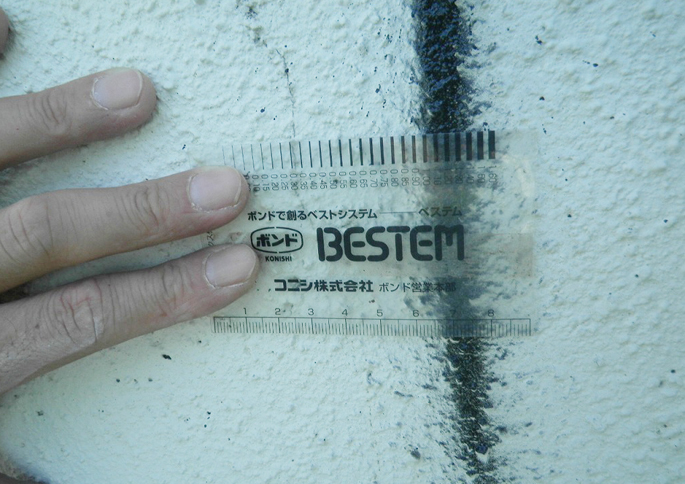 ボンドで創るベストシステム ベステム
ボンド BESTEM
KONISHI
コニシ株式会社 ボンド営業本部
1 2 3 4 5 6 7 8